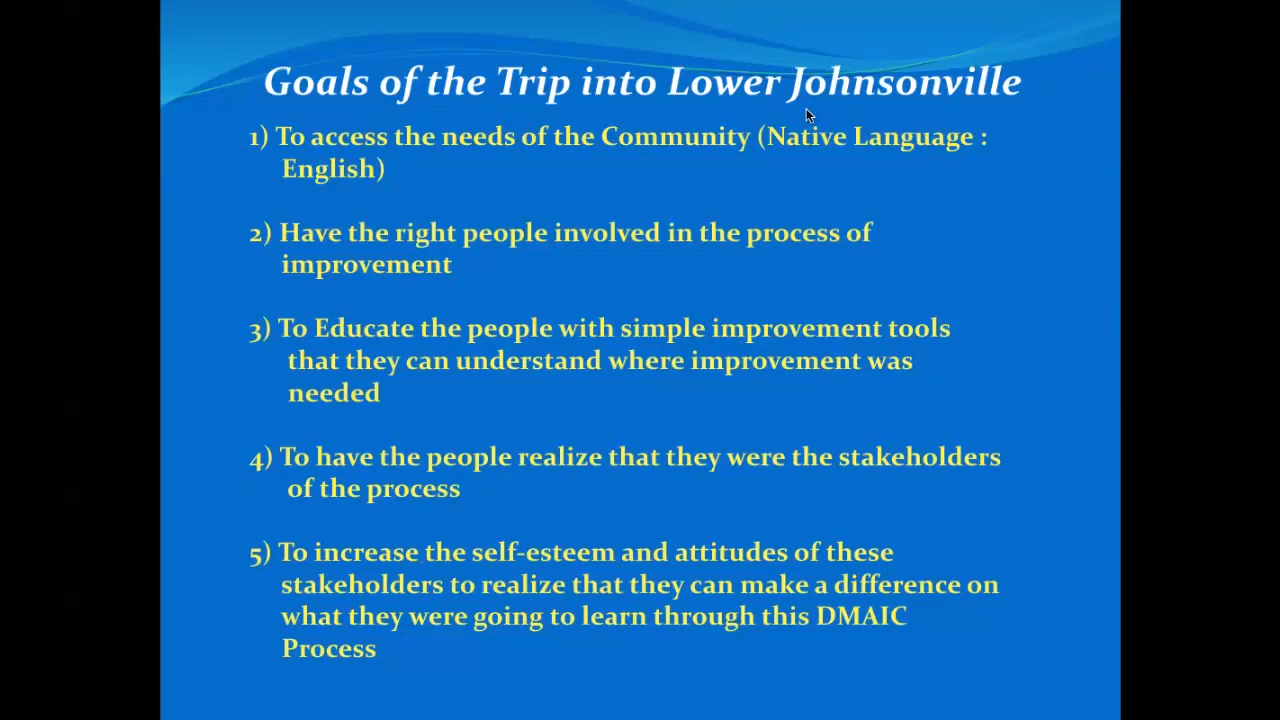 Goals of the Trip into Lower Johnsonville
1) To access the needs of the Community (Native Language :
English)
2) Have the right people involved in the process of
improvement
3) To Educate the people with simple improvement tools
that they can understand where improvement was
needed
4) To have the people realize that they were the stakeholders
of the process
5) To increase the self-esteem and attitudes of these
stakeholders to realize that they can make a difference on
what they were going to learn through this DMAIC
Process